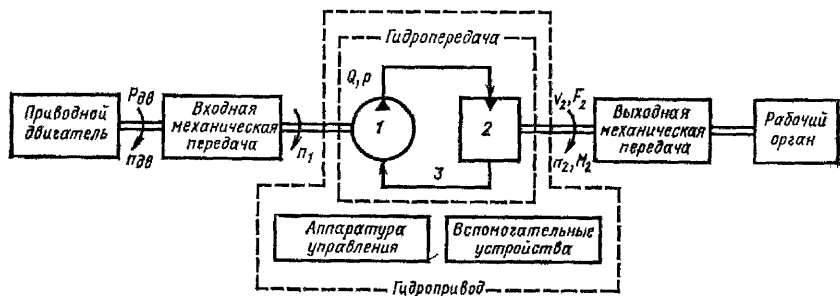 Гидропередача
Q, p
Pдв
Приводной
двигатель
nдв
Входная
механическая
передача
n1
1
2
3
V2, F2
n2, M2
Выходная
механическая
передача
Рабочий
орган
Аппаратура
управления
Вспомогательные
устройства
Гидропривод